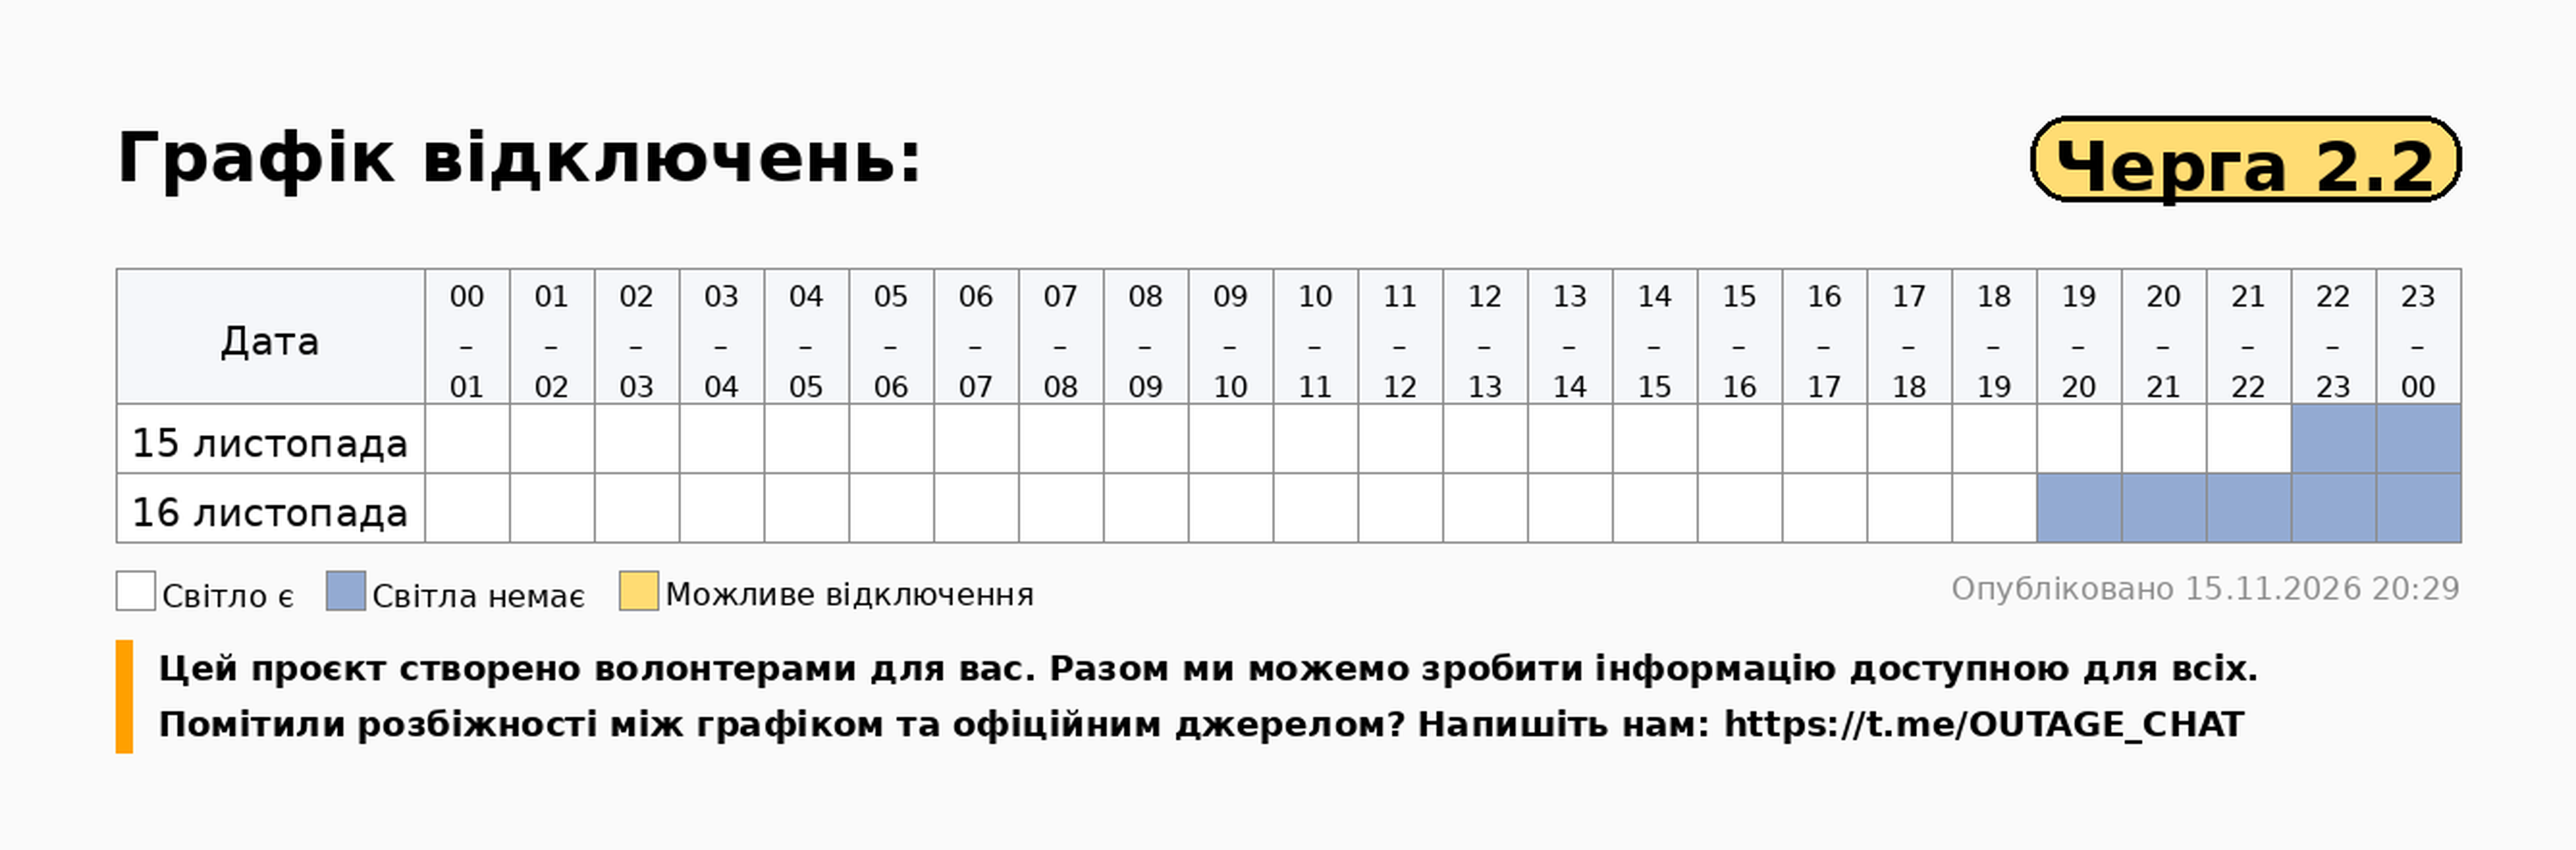 Графік відключень:
Черга 2.2
Дата 00 – 01 01 – 02 02 – 03 03 – 04 04 – 05 05 – 06 06 – 07 07 – 08 08 – 09 09 – 10 10 – 11 11 – 12 12 – 13 13 – 14 14 – 15 15 – 16 16 – 17 17 – 18 18 – 19 19 – 20 20 – 21 21 – 22 22 – 23 23 – 00
15 листопада
16 листопада
Світло є Світла немає Можливе відключення
Опубліковано 15.11.2026 20:29
Цей проєкт створено волонтерами для вас. Разом ми можемо зробити інформацію доступною для всіх.
Помітили розбіжності між графіком та офіційним джерелом? Напишіть нам: https://t.me/OUTAGE_CHAT